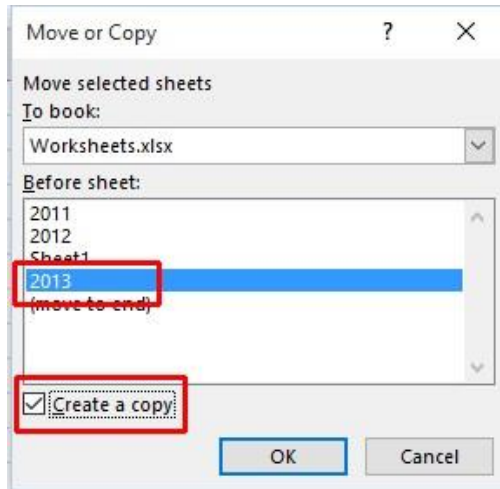 Move or Copy ?
Move selected sheets
To book:
Worksheets.xlsx
Before sheet:
2011
2012
Sheet1
2013
(move to end)
Create a copy
OK Cancel